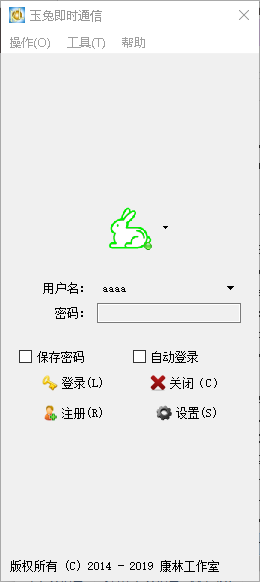 玉兔即时通信
操作(O) 工具(T) 帮助
用户名: aaaa
密码:
保存密码 自动登录
登录(L) 关闭 (C)
注册(R) 设置(S)
版权所有 (C) 2014 - 2019 康林工作室